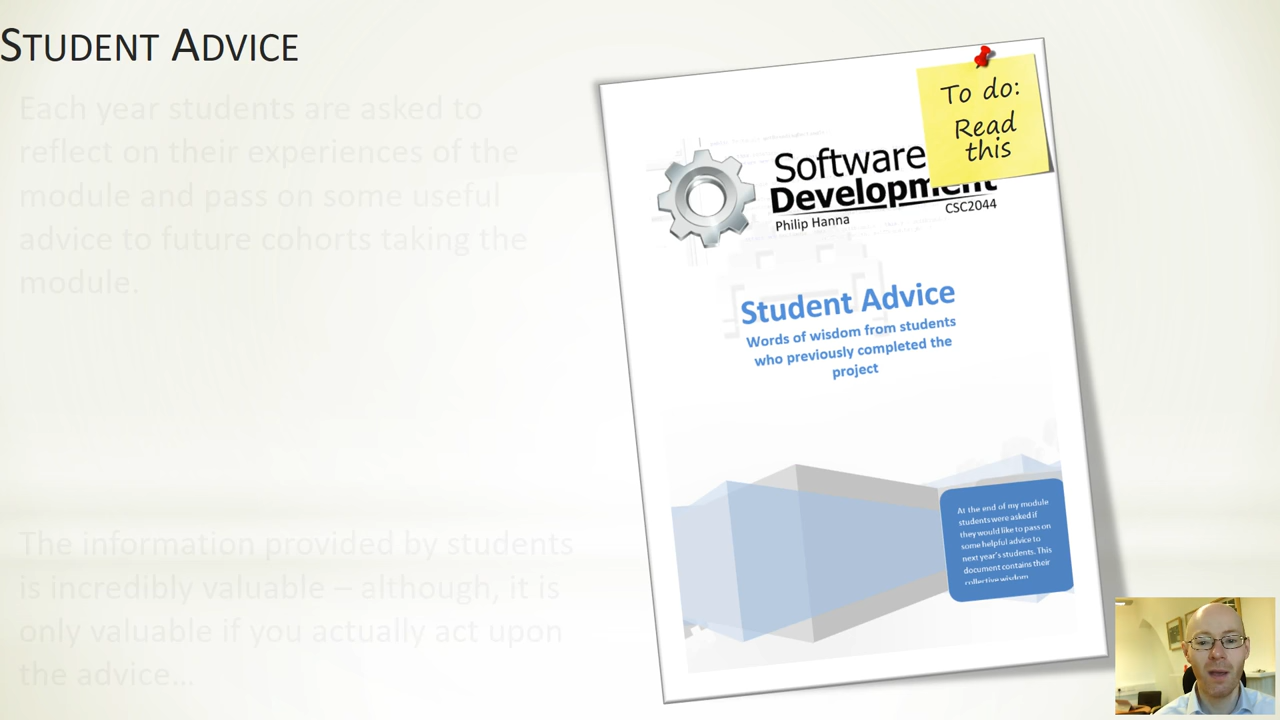 STUDENT ADVICE
Each year students are asked to
reflect on their experiences of the
module and pass on some useful
advice to future cohorts taking the
module.
The information provided by students
is incredibly valuable – although, it is
only valuable if you actually act upon
the advice...
To do:
Read
this
Software
Development
Philip Hanna
CSC2044
Student Advice
Words of wisdom from students
who previously completed the
project
At the end of my module
students were asked if
they would like to pass on
some helpful advice to
next year's students. This
document contains their
collective wisdom